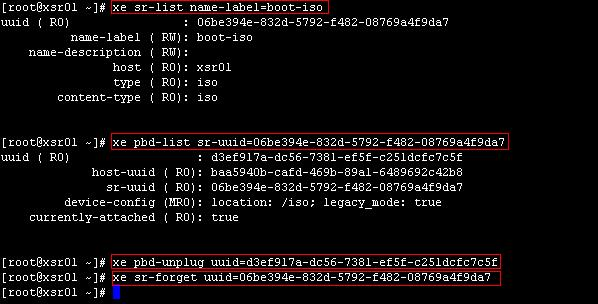 [root@xsr01 ~]# xe sr-list name-label=boot-iso
uuid ( RO) : 06be394e-832d-5792-f482-08769a4f9da7
name-label ( RW): boot-iso
name-description ( RW):
host ( RO): xsr01
type ( RO): iso
content-type ( RO): iso
[root@xsr01 ~]# xe pbd-list sr-uuid=06be394e-832d-5792-f482-08769a4f9da7
uuid ( RO) : d3ef917a-dc56-7381-ef5f-c251dcfc7c5f
host-uuid ( RO): baa5940b-cafd-469b-89a1-6489692c42b8
sr-uuid ( RO): 06be394e-832d-5792-f482-08769a4f9da7
device-config (MRO): location: /iso; legacy_mode: true
currently-attached ( RO): true
[root@xsr01 ~]# xe pbd-unplug uuid=d3ef917a-dc56-7381-ef5f-c251dcfc7c5f
[root@xsr01 ~]# xe sr-forget uuid=06be394e-832d-5792-f482-08769a4f9da7
[root@xsr01 ~]#